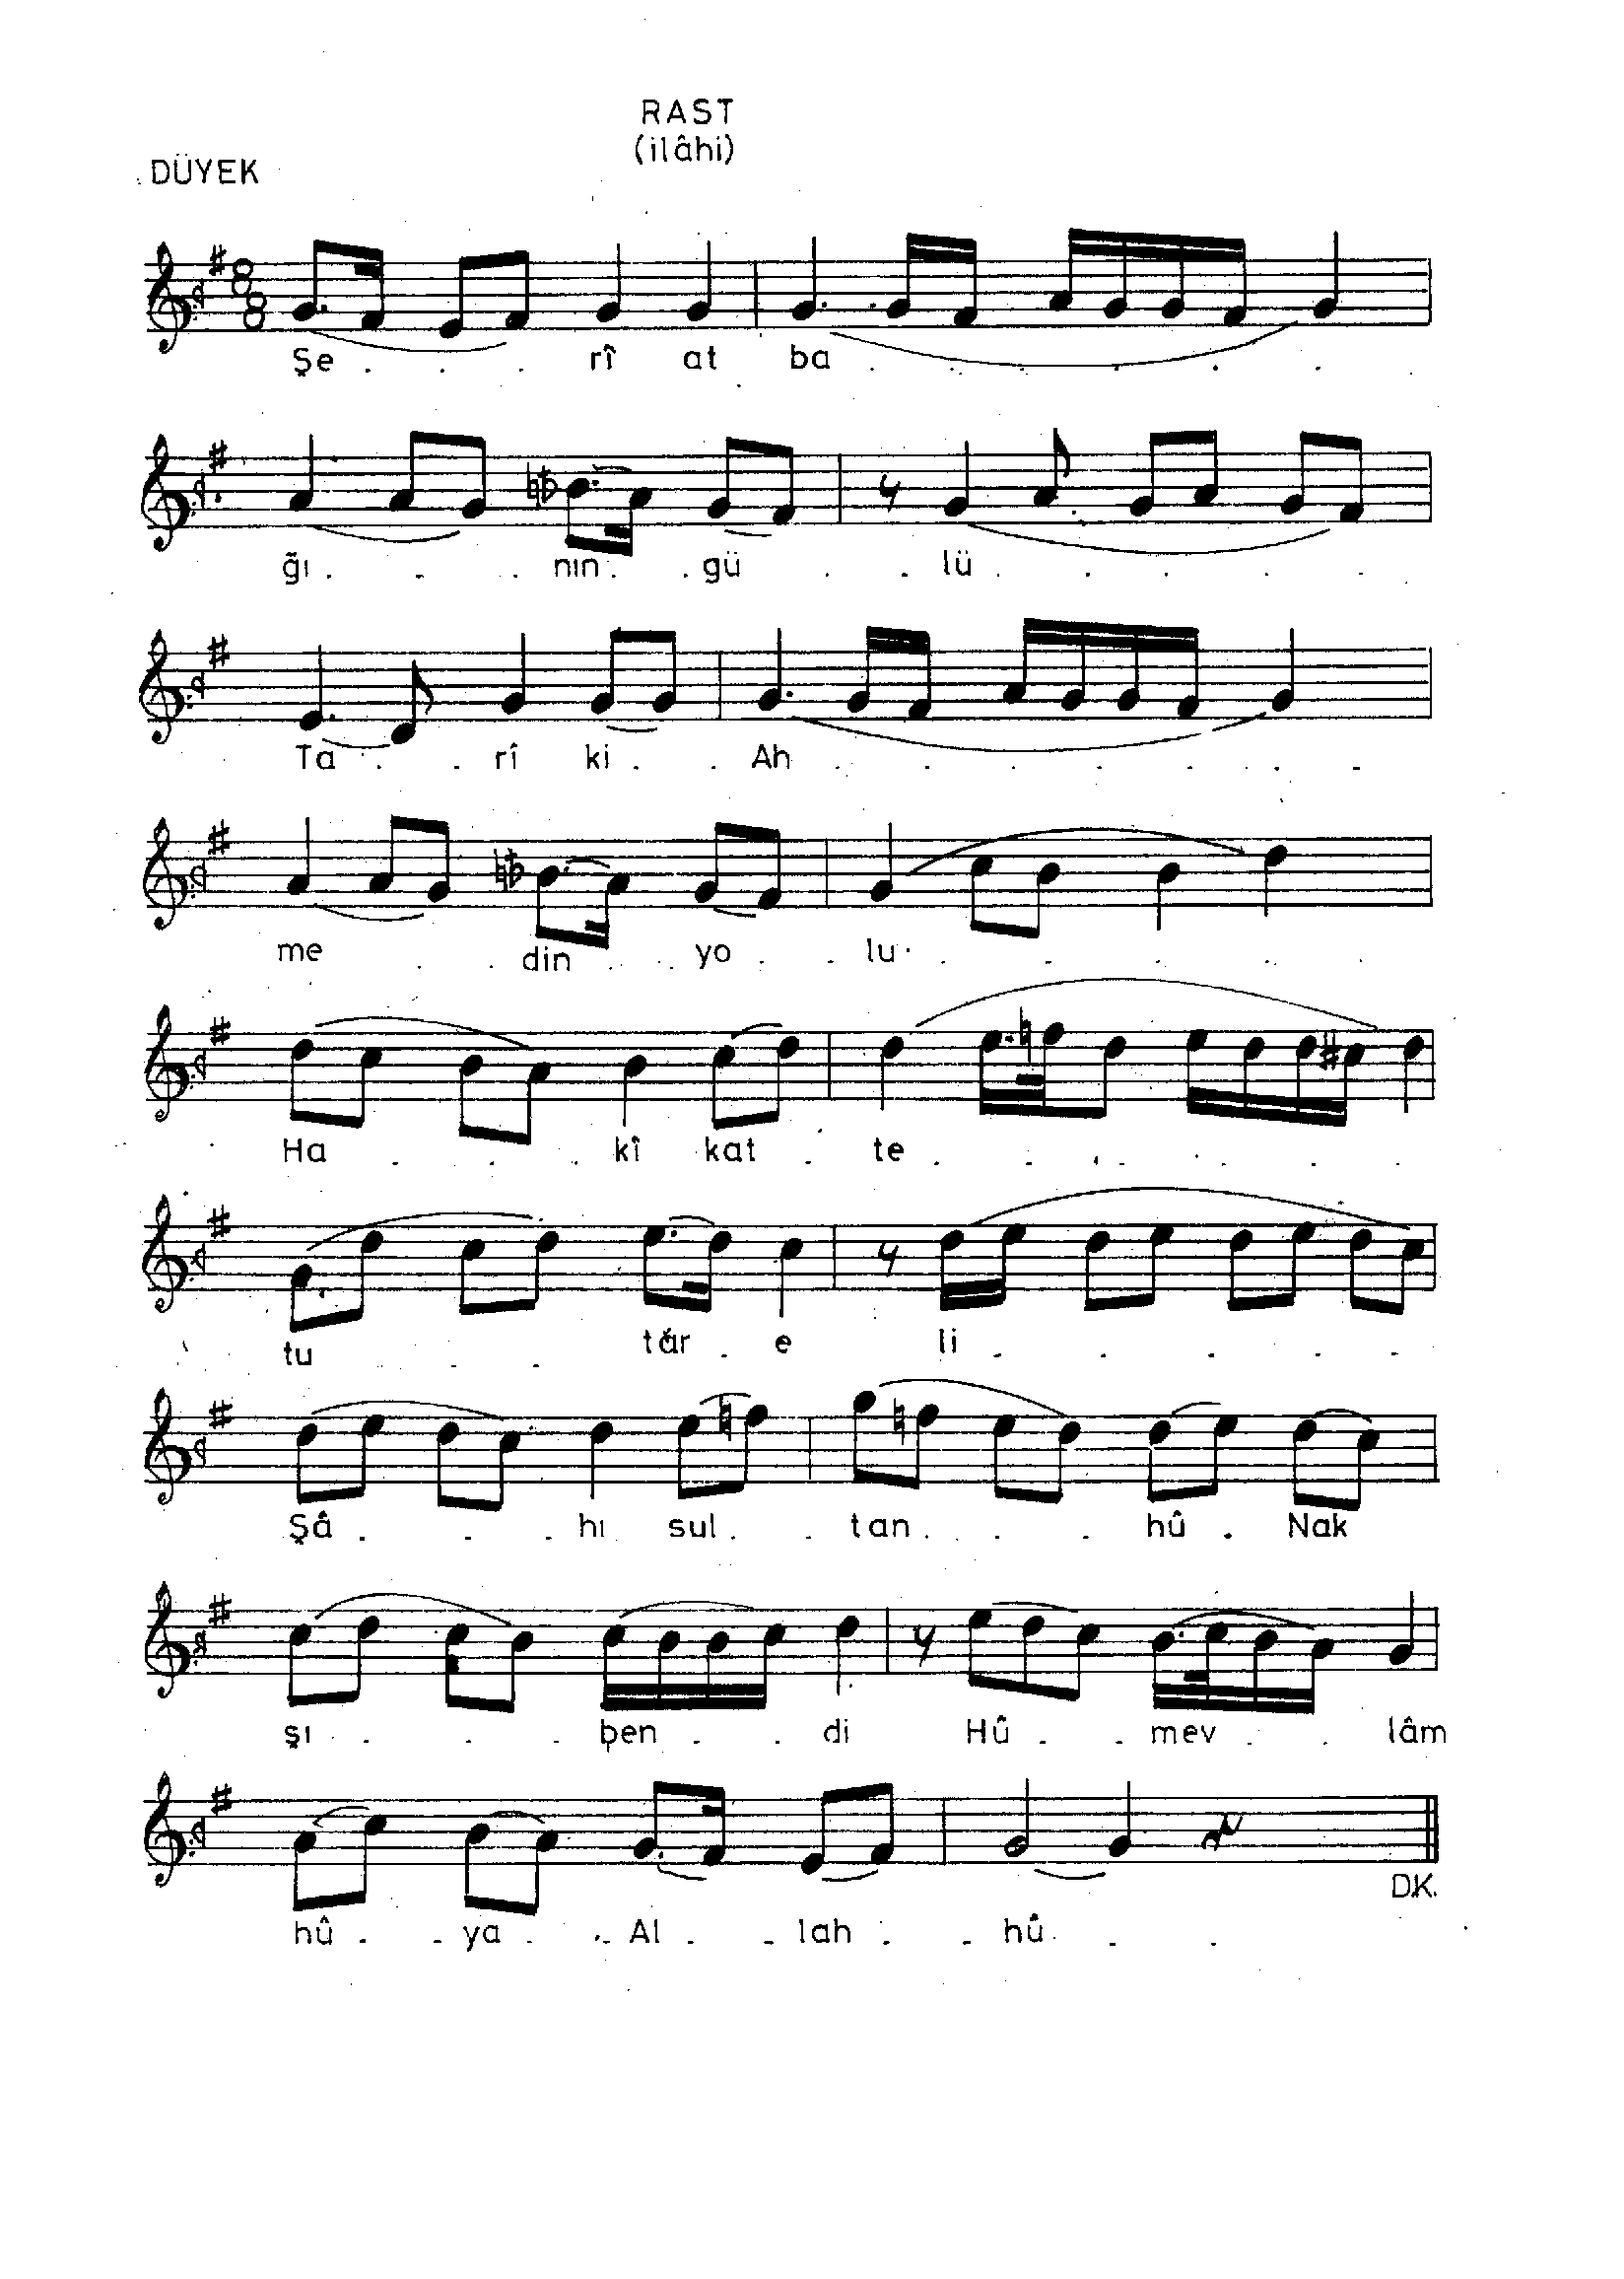 RAST
(ilâhi)
DÜYEK
8
8
Şe . . . rî at ba . . . . . .
ğı . . . nın . . gü . . lü . . . . .
Ta . . rî ki . . Ah . . . . . . .
me . . din . . yo . . lu . . . . .
Ha . . . kî kat . te . . . . . . .
tu . . . târ . e li . . . . .
Şâ . . . hı sul . . tan . . . hû . Nak
şı . . . ben . . di Hû . . mev . . lâm
hû . . ya . . Al . . lah . . hû . . .
D.K.